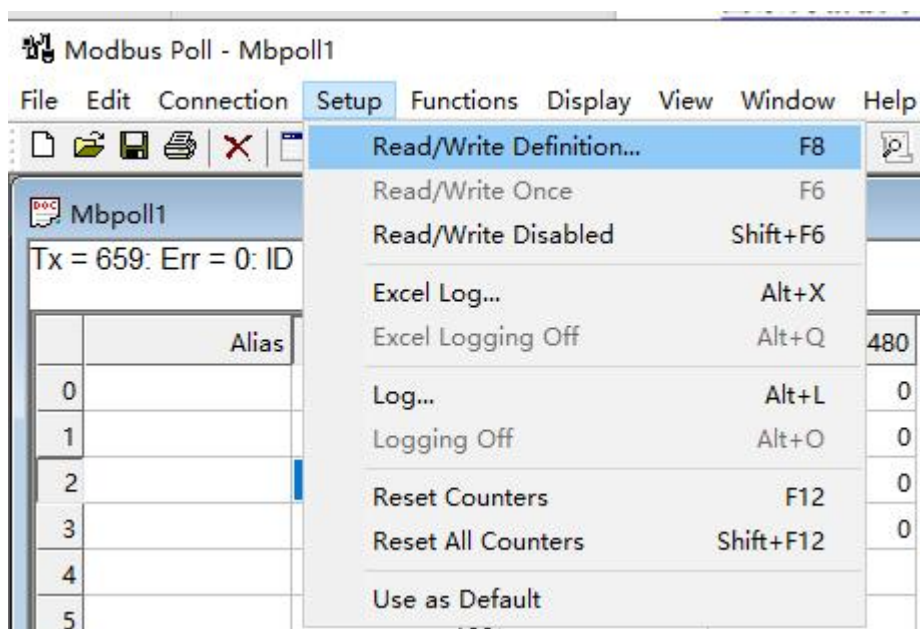 Modbus Poll - Mbpoll1
File Edit Connection Setup Functions Display View Window Help
Read/Write Definition... F8
Read/Write Once F6
Mbpoll1
Read/Write Disabled Shift+F6
Tx = 659: Err = 0: ID
Excel Log... Alt+X
Alias
Excel Logging Off Alt+Q
480
0
Log... Alt+L
0
1
Logging Off Alt+O
0
2
Reset Counters F12
0
3
Reset All Counters Shift+F12
0
4
Use as Default
5